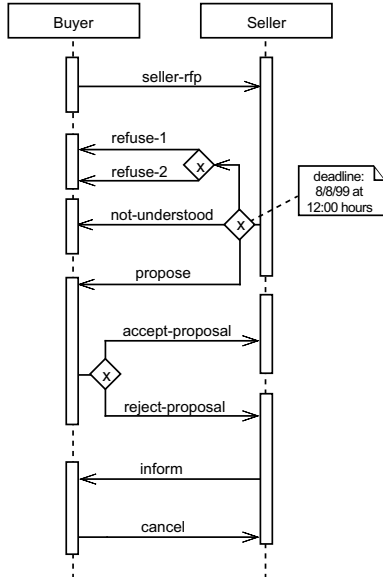 Buyer
Seller
seller-rfp
refuse-1
x
refuse-2
deadline:
8/8/99 at
12:00 hours
not-understood
x
propose
accept-proposal
x
reject-proposal
inform
cancel